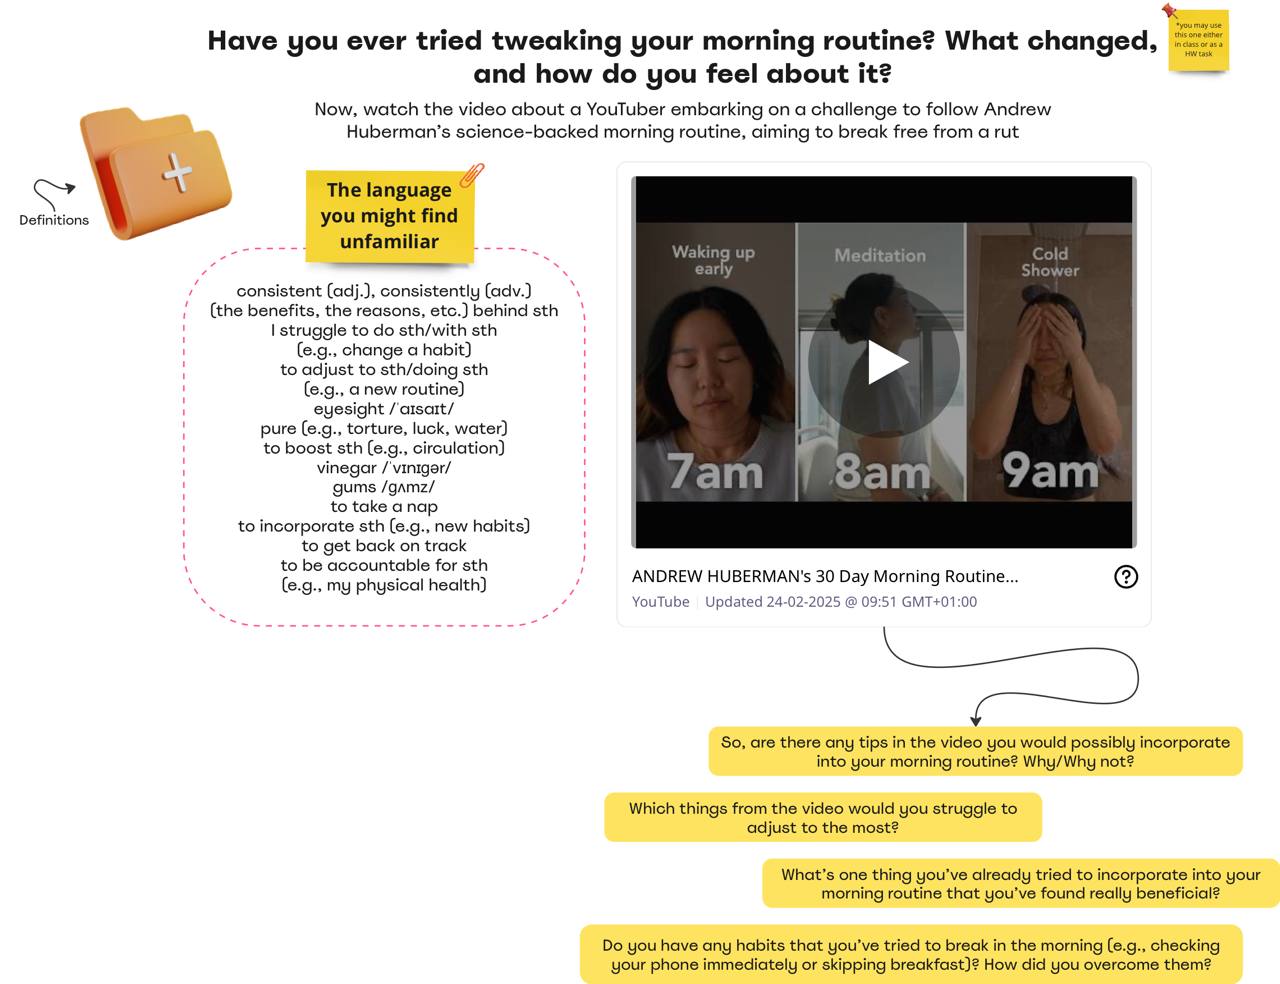 Have you ever tried tweaking your morning routine? What changed,
and how do you feel about it?
*you may use
this one either
in class or as a
HW task
Now, watch the video about a YouTuber embarking on a challenge to follow Andrew
Huberman's science-backed morning routine, aiming to break free from a rut
Definitions
The language
you might find
unfamiliar
consistent (adj.), consistently (adv.)
(the benefits, the reasons, etc.) behind sth
I struggle to do sth/with sth
(e.g., change a habit)
to adjust to sth/doing sth
(e.g., a new routine)
eyesight /ˈaɪsaɪt/
pure (e.g., torture, luck, water)
to boost sth (e.g., circulation)
vinegar /ˈvɪnɪɡər/
gums /ɡʌmz/
to take a nap
to incorporate sth (e.g., new habits)
to get back on track
to be accountable for sth
(e.g., my physical health)
Waking up
early
7am
Meditation
8am
Cold
Shower
9am
ANDREW HUBERMAN's 30 Day Morning Routine...
YouTube | Updated 24-02-2025 @ 09:51 GMT+01:00
So, are there any tips in the video you would possibly incorporate
into your morning routine? Why/Why not?
Which things from the video would you struggle to
adjust to the most?
What's one thing you've already tried to incorporate into your
morning routine that you've found really beneficial?
Do you have any habits that you've tried to break in the morning (e.g., checking
your phone immediately or skipping breakfast)? How did you overcome them?